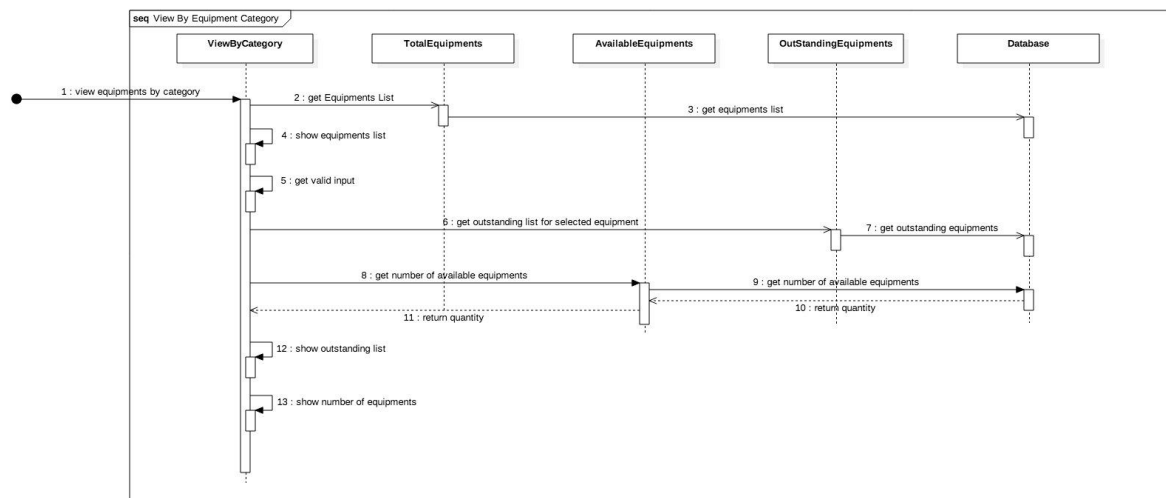 seq View By Equipment Category
ViewByCategory
TotalEquipments
AvailableEquipments
OutStandingEquipments
Database
1 : view equipments by category
2 : get Equipments List
3 : get equipments list
4 : show equipments list
5 : get valid input
6 : get outstanding list for selected equipment
7 : get outstanding equipments
8 : get number of available equipments
9 : get number of available equipments
10 : return quantity
11 : return quantity
12 : show outstanding list
13 : show number of equipments